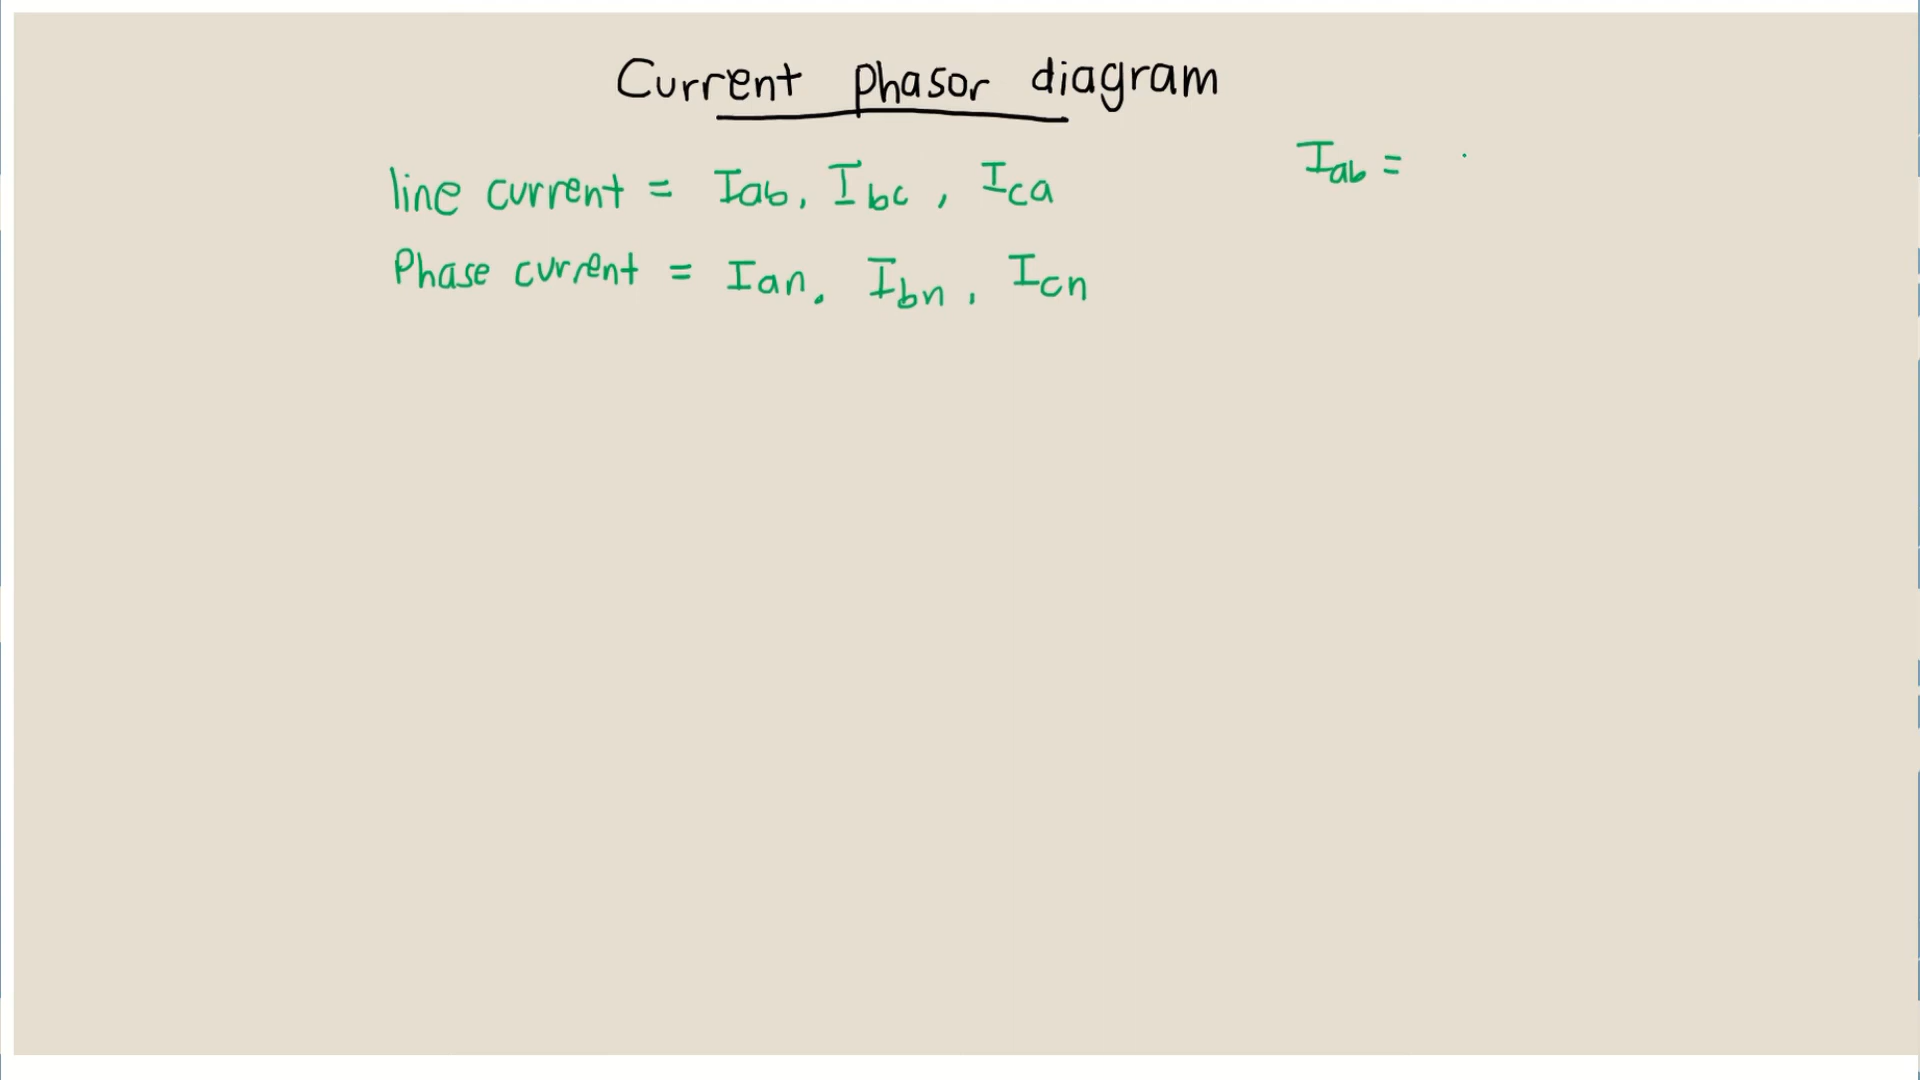 Current phasor diagram
Iab =
line current = Iab, Ibc, Ica
Phase current = Ian. Ibn, Icn